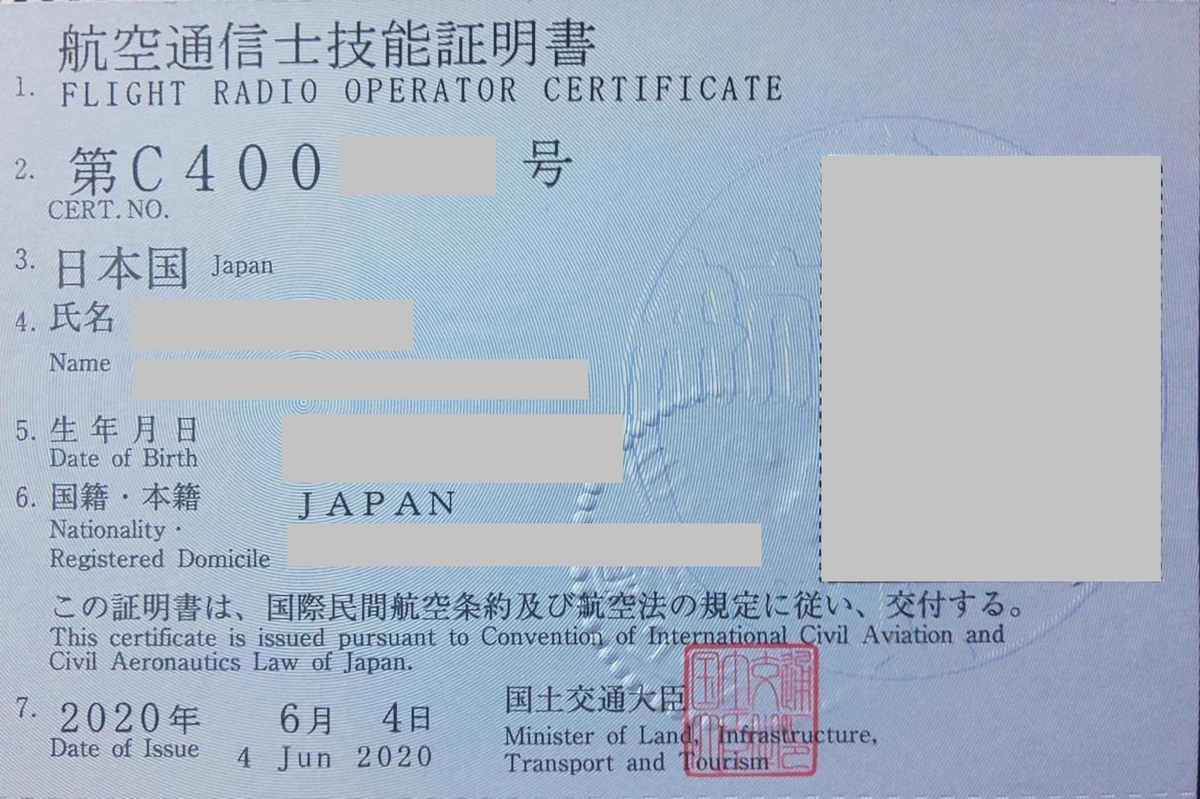 航空通信士技能証明書
1. FLIGHT RADIO OPERATOR CERTIFICATE
2. 第C400 号
CERT.NO.
3. 日本国 Japan
4. 氏名
Name
5. 生年月日
Date of Birth
6. 国籍・本籍 JAPAN
Nationality・
Registered Domicile
この証明書は、国際民間航空条約及び航空法の規定に従い、交付する。
This certificate is issued pursuant to Convention of International Civil Aviation and
Civil Aeronautics Law of Japan.
7. 2020年 6月 4日
Date of Issue 4 Jun 2020
国土交通大臣
Minister of Land, Infrastructure,
Transport and Tourism